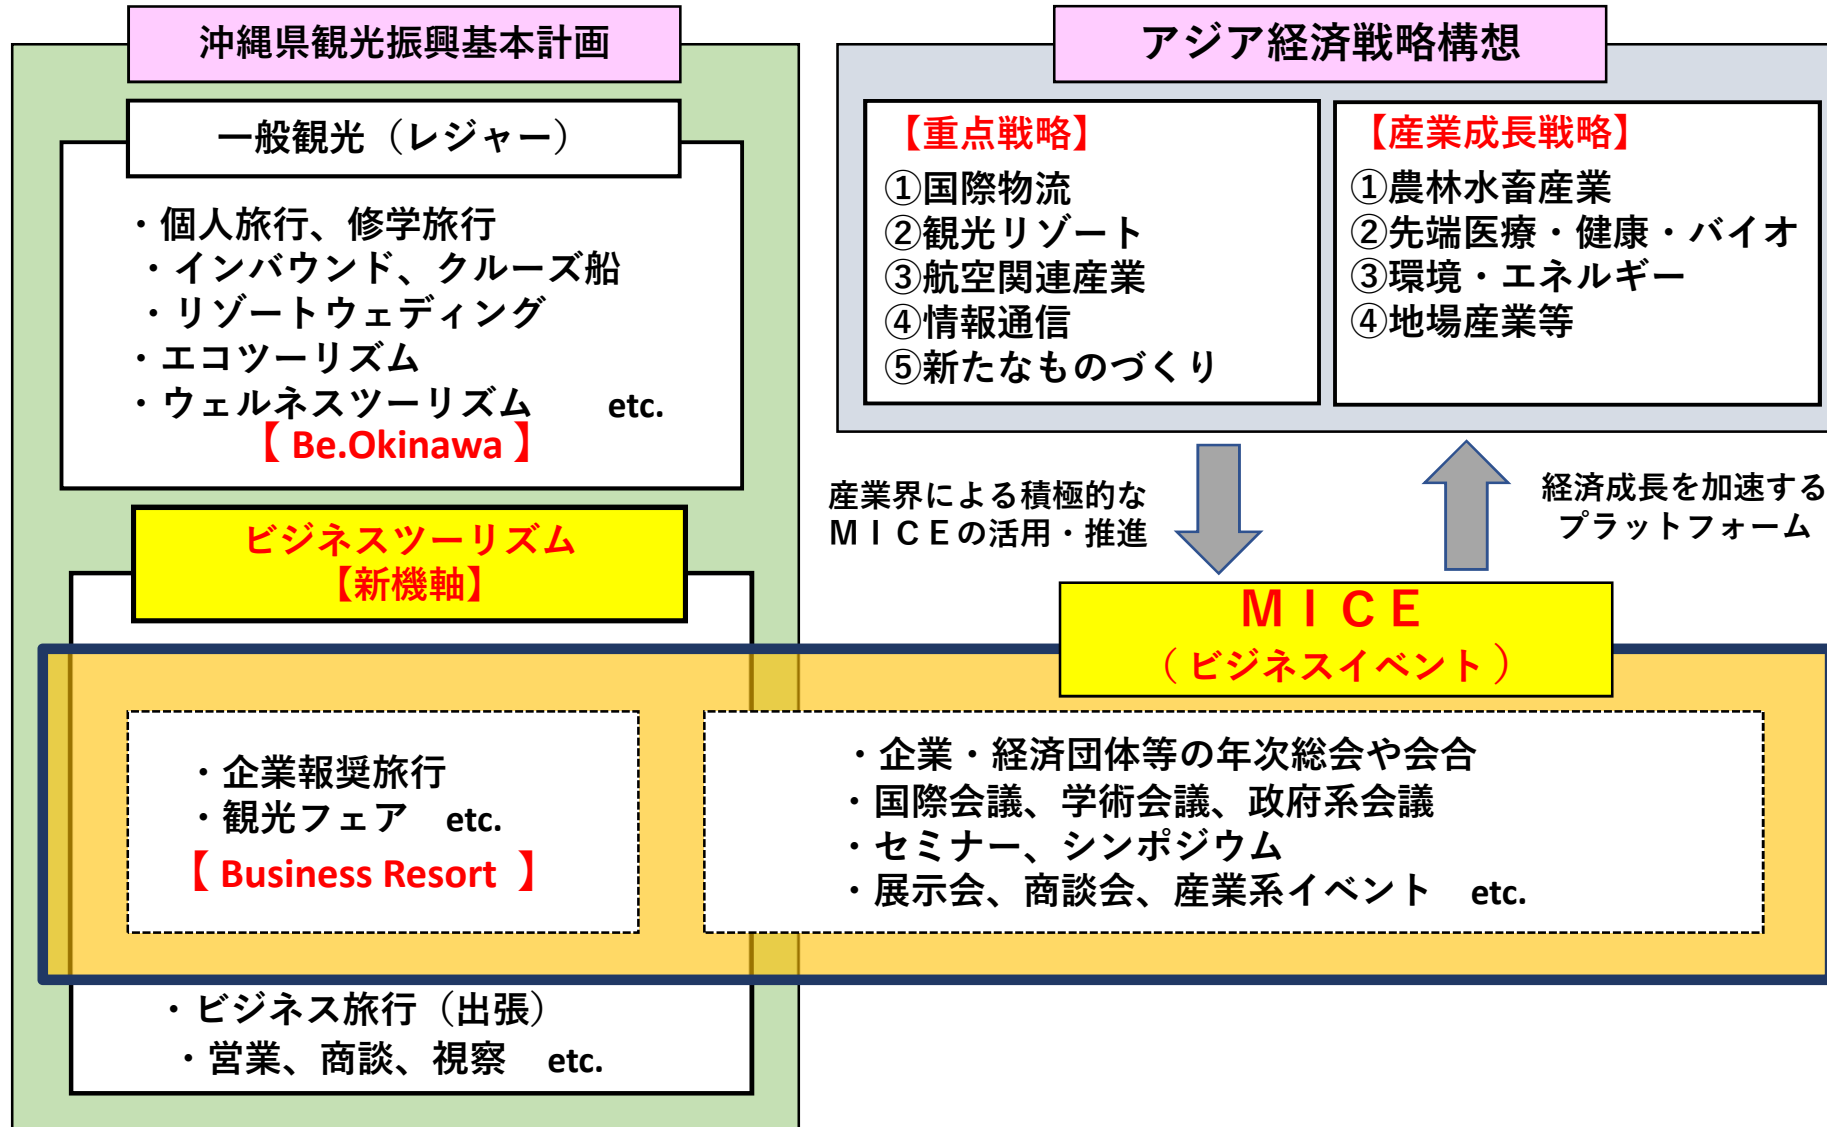 沖縄県観光振興基本計画
一般観光（レジャー）
・個人旅行、修学旅行
・インバウンド、クルーズ船
・リゾートウェディング
・エコツーリズム
・ウェルネスツーリズム　etc.
【 Be.Okinawa 】
ビジネスツーリズム
【新機軸】
・企業報奨旅行
・観光フェア　etc.
【 Business Resort 】
・ビジネス旅行（出張）
・営業、商談、視察　etc.
アジア経済戦略構想
【重点戦略】
①国際物流
②観光リゾート
③航空関連産業
④情報通信
⑤新たなものづくり
【産業成長戦略】
①農林水畜産業
②先端医療・健康・バイオ
③環境・エネルギー
④地場産業等
産業界による積極的な
ＭＩＣＥの活用・推進
経済成長を加速する
プラットフォーム
ＭＩＣＥ
（ビジネスイベント）
・企業・経済団体等の年次総会や会合
・国際会議、学術会議、政府系会議
・セミナー、シンポジウム
・展示会、商談会、産業系イベント　etc.